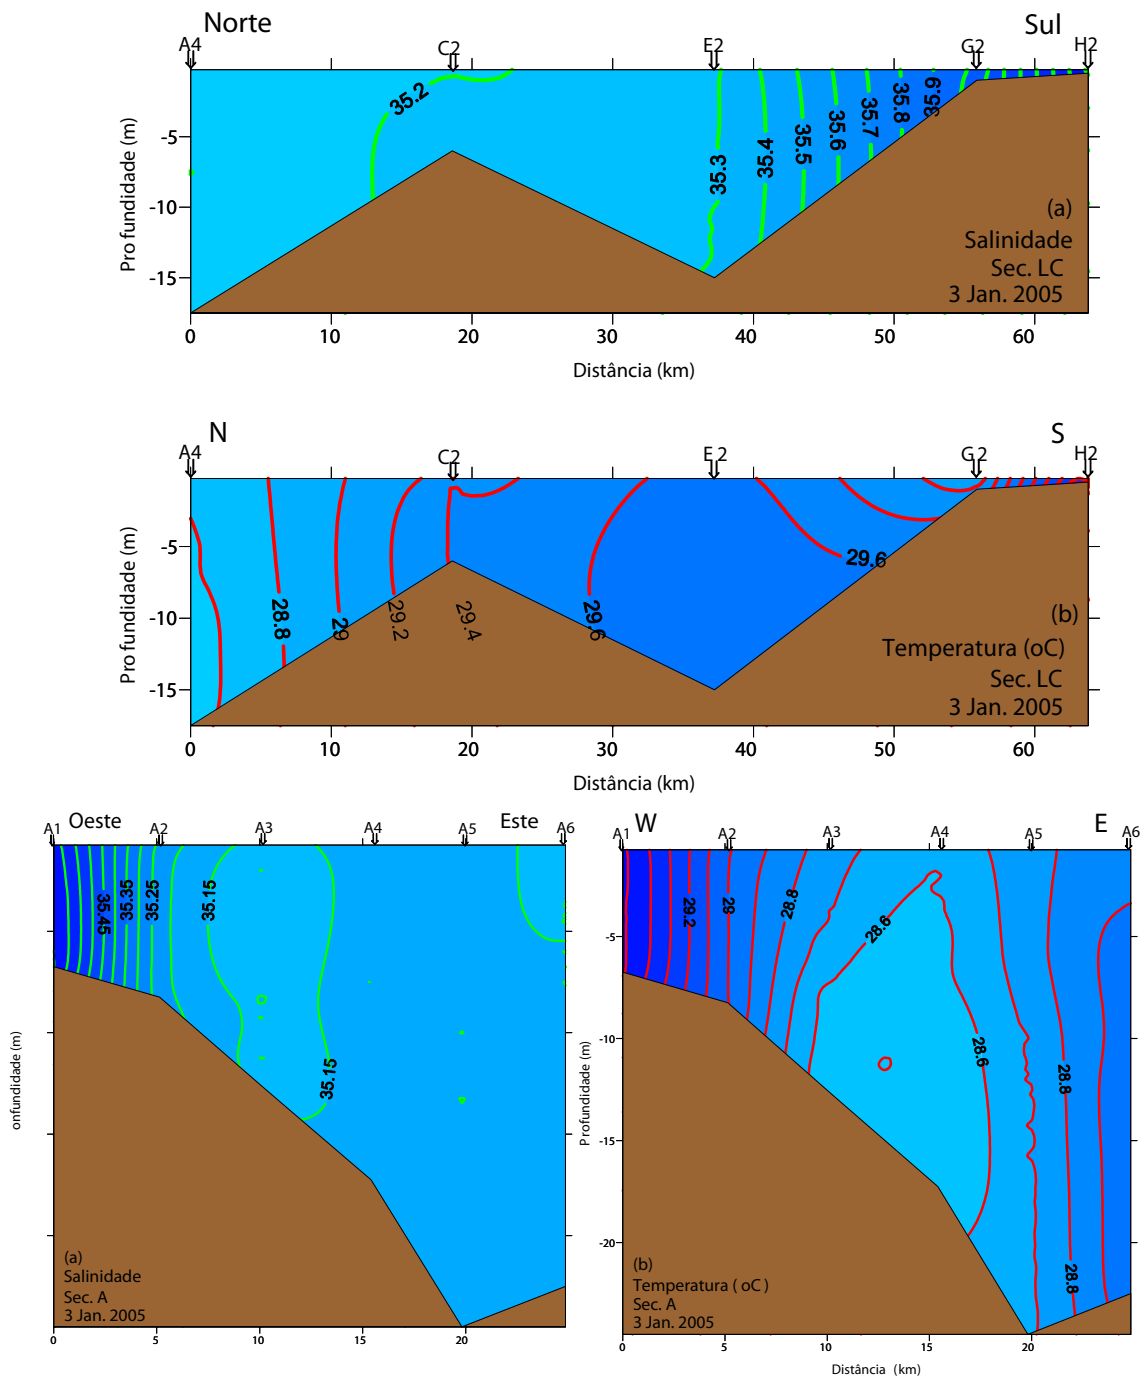 Norte Sul
A4 C2 E2 G2 H2
35.2 35.3 35.4 35.5 35.6 35.7 35.8 35.9
-5
-10
-15
Profundidade (m)
(a)
Salinidade
Sec. LC
3 Jan. 2005
0 10 20 30 40 50 60
Distância (km)
N S
A4 C2 E2 G2 H2
28.8 29 29.2 29.4 29.6 29.6
-5
-10
-15
Profundidade (m)
(b)
Temperatura (oC)
Sec. LC
3 Jan. 2005
0 10 20 30 40 50 60
Distância (km)
Oeste Este
A1 A2 A3 A4 A5 A6
35.45 35.35 35.25 35.15
35.15
onfundidade (m)
(a)
Salinidade
Sec. A
3 Jan. 2005
0 5 10 15 20
W E
A1 A2 A3 A4 A5 A6
29.2 29 28.8 28.6
28.6 28.8
28.8
-5
-10
-15
-20
Profundidade (m)
(b)
Temperatura ( oC )
Sec. A
3 Jan. 2005
0 5 10 15 20
Distância (km)